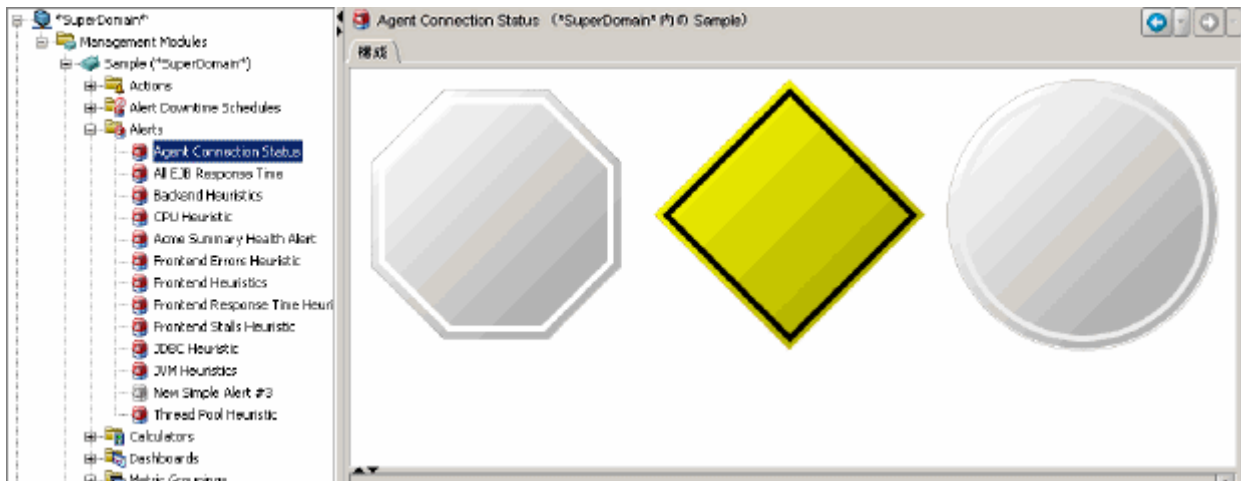 *SuperDomain*
Management Modules
Sample (*SuperDomain*)
Actions
Alert Downtime Schedules
Alerts
Agent Connection Status
All EJB Response Time
Backend Heuristics
CPU Heuristic
Acme Summary Health Alert
Frontend Errors Heuristic
Frontend Heuristics
Frontend Response Time Heuri
Frontend Stalls Heuristic
JDBC Heuristic
JVM Heuristics
New Simple Alert #3
Thread Pool Heuristic
Calculators
Dashboards
Metric Groupings
Agent Connection Status (*SuperDomain* 内の Sample)
構成